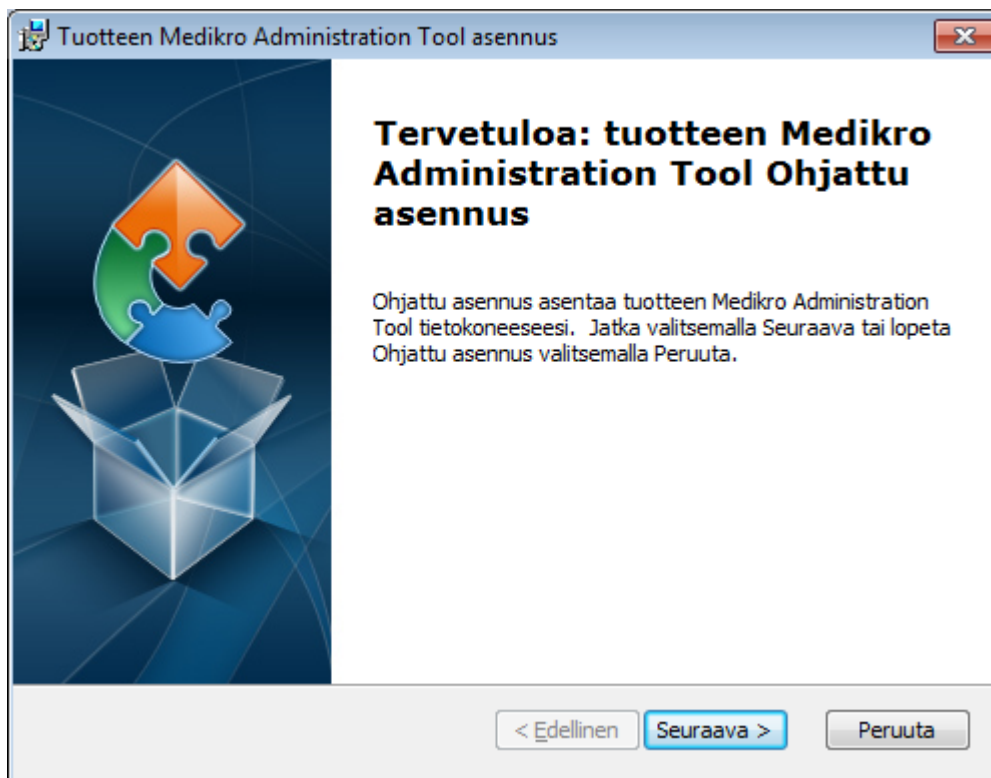 Tuotteen Medikro Administration Tool asennus
Tervetuloa: tuotteen Medikro
Administration Tool Ohjattu
asennus
Ohjattu asennus asentaa tuotteen Medikro Administration
Tool tietokoneeseesi.  Jatka valitsemalla Seuraava tai lopeta
Ohjattu asennus valitsemalla Peruuta.
< Edellinen Seuraava > Peruuta